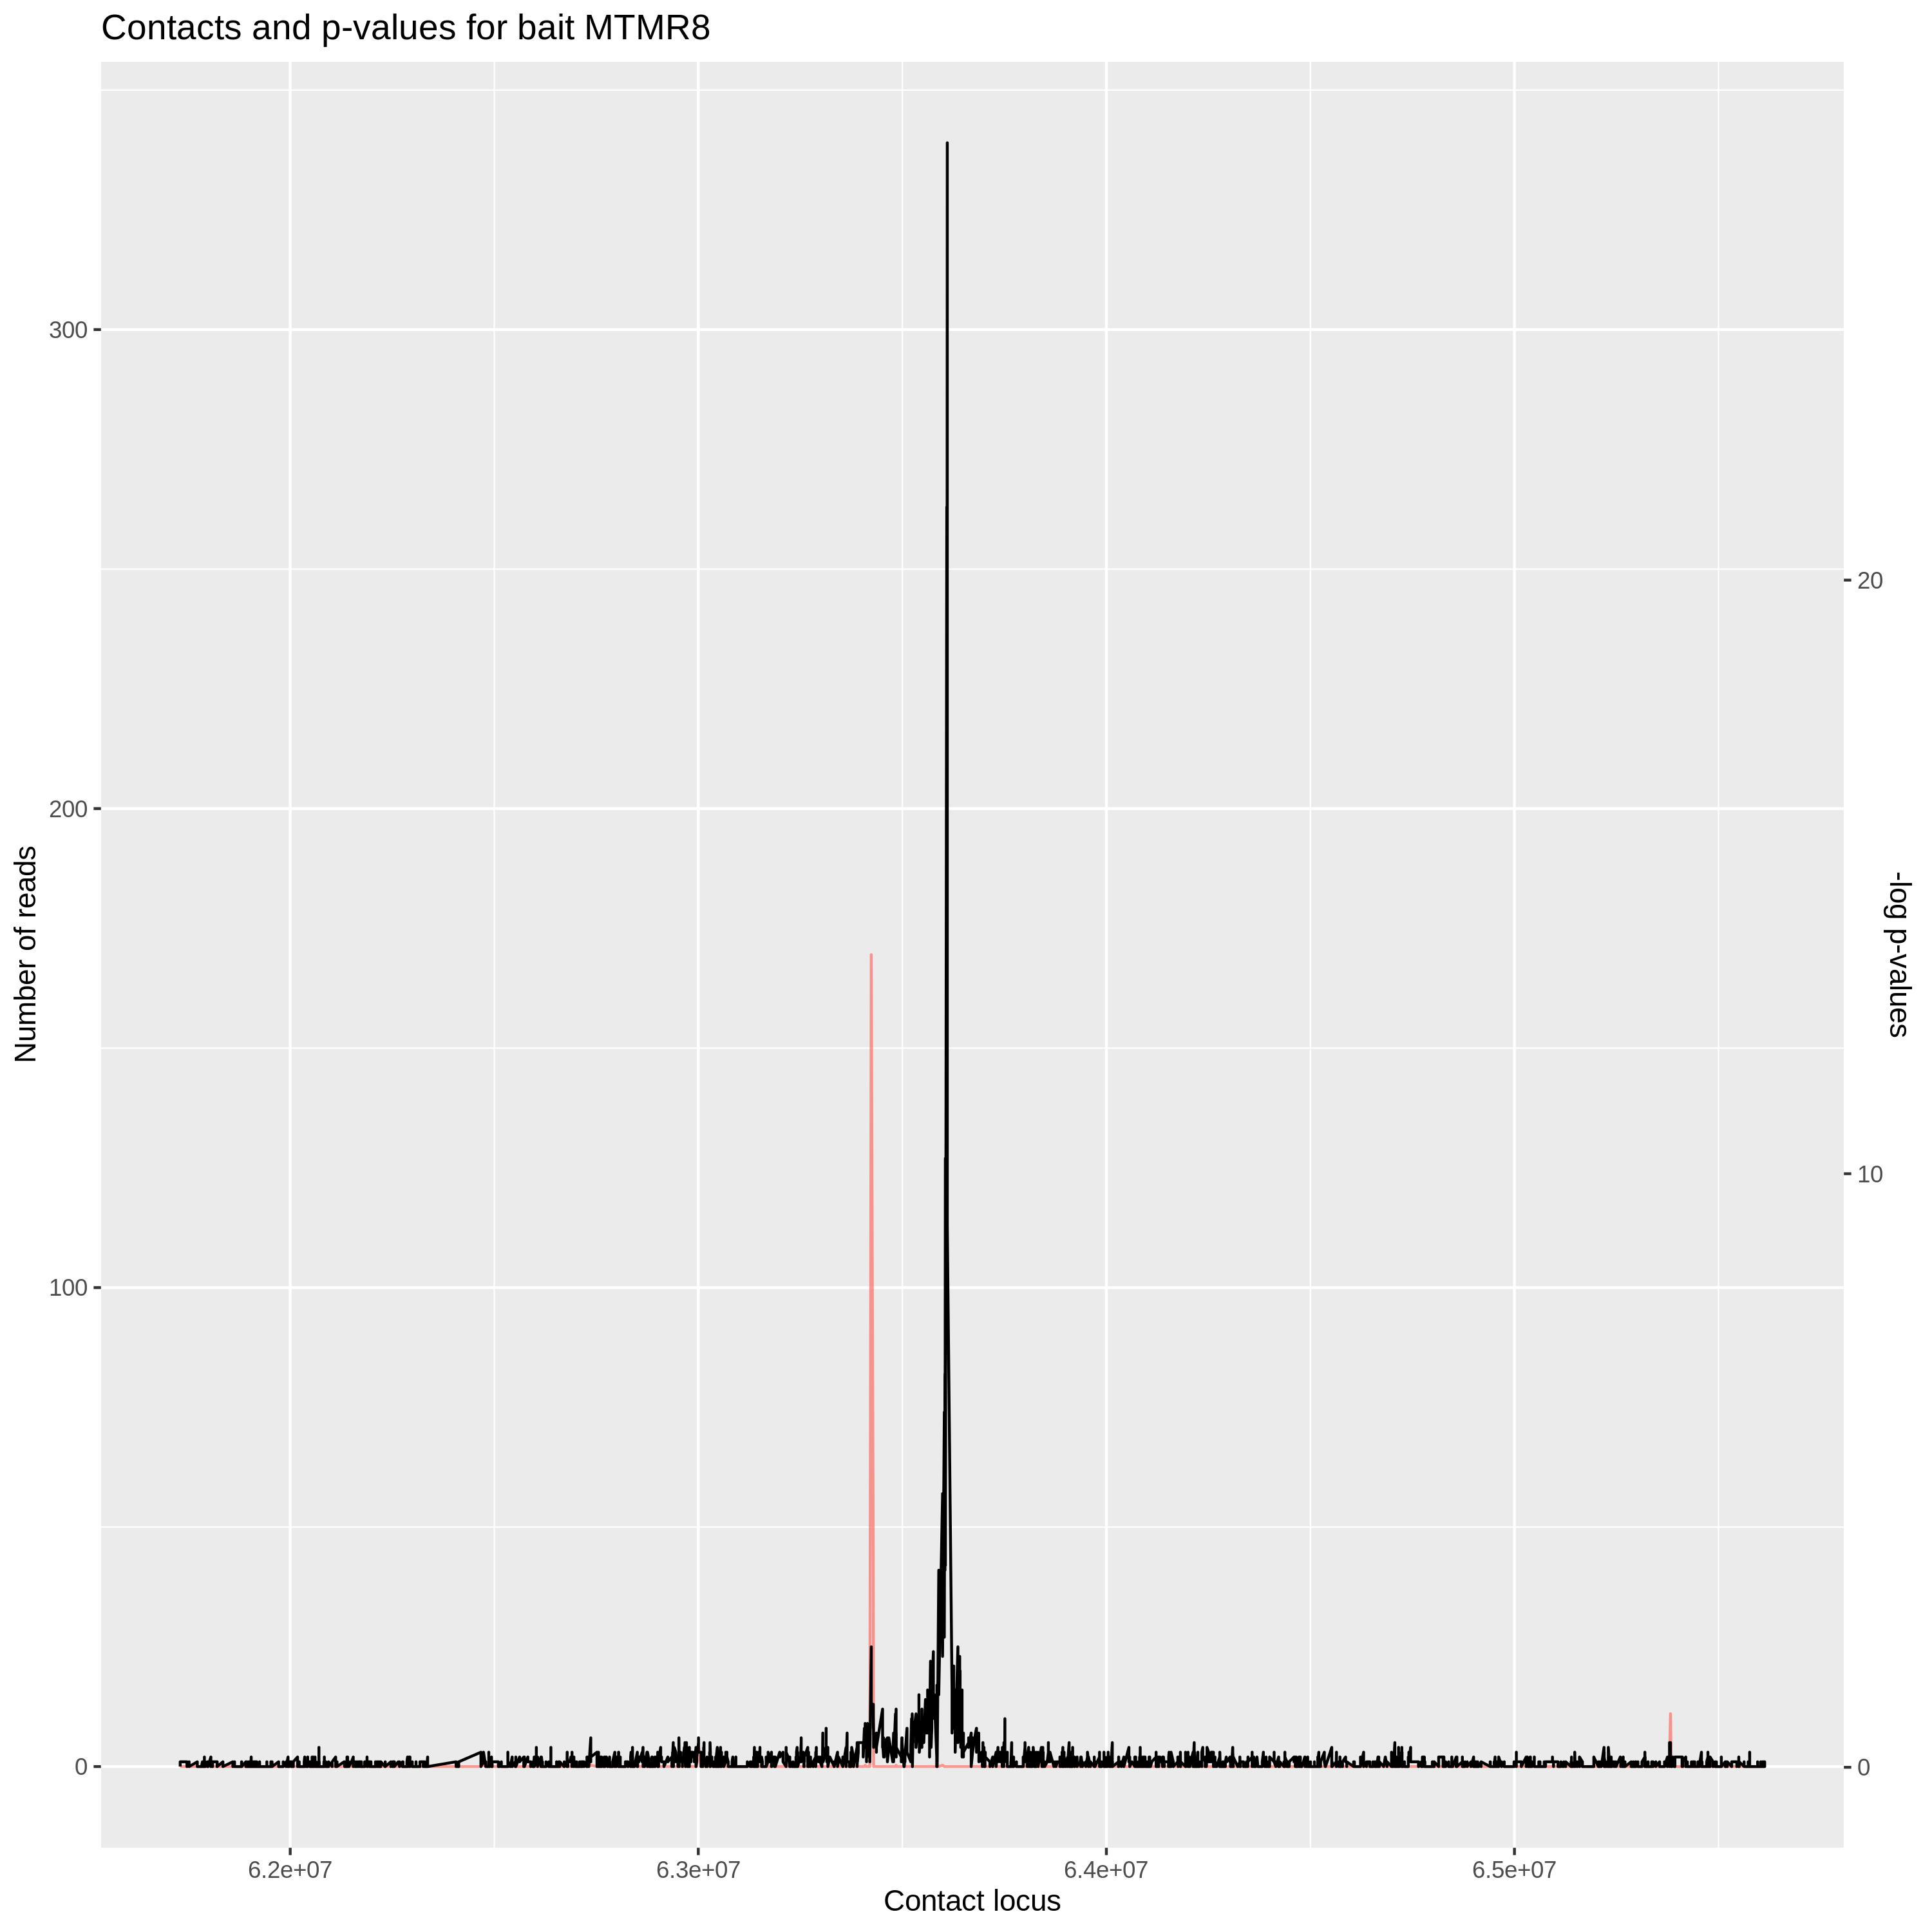 Contacts and p-values for bait MTMR8
300
200
100
0
Number of reads
20
10
0
-log p-values
6.2e+07
6.3e+07
6.4e+07
6.5e+07
Contact locus